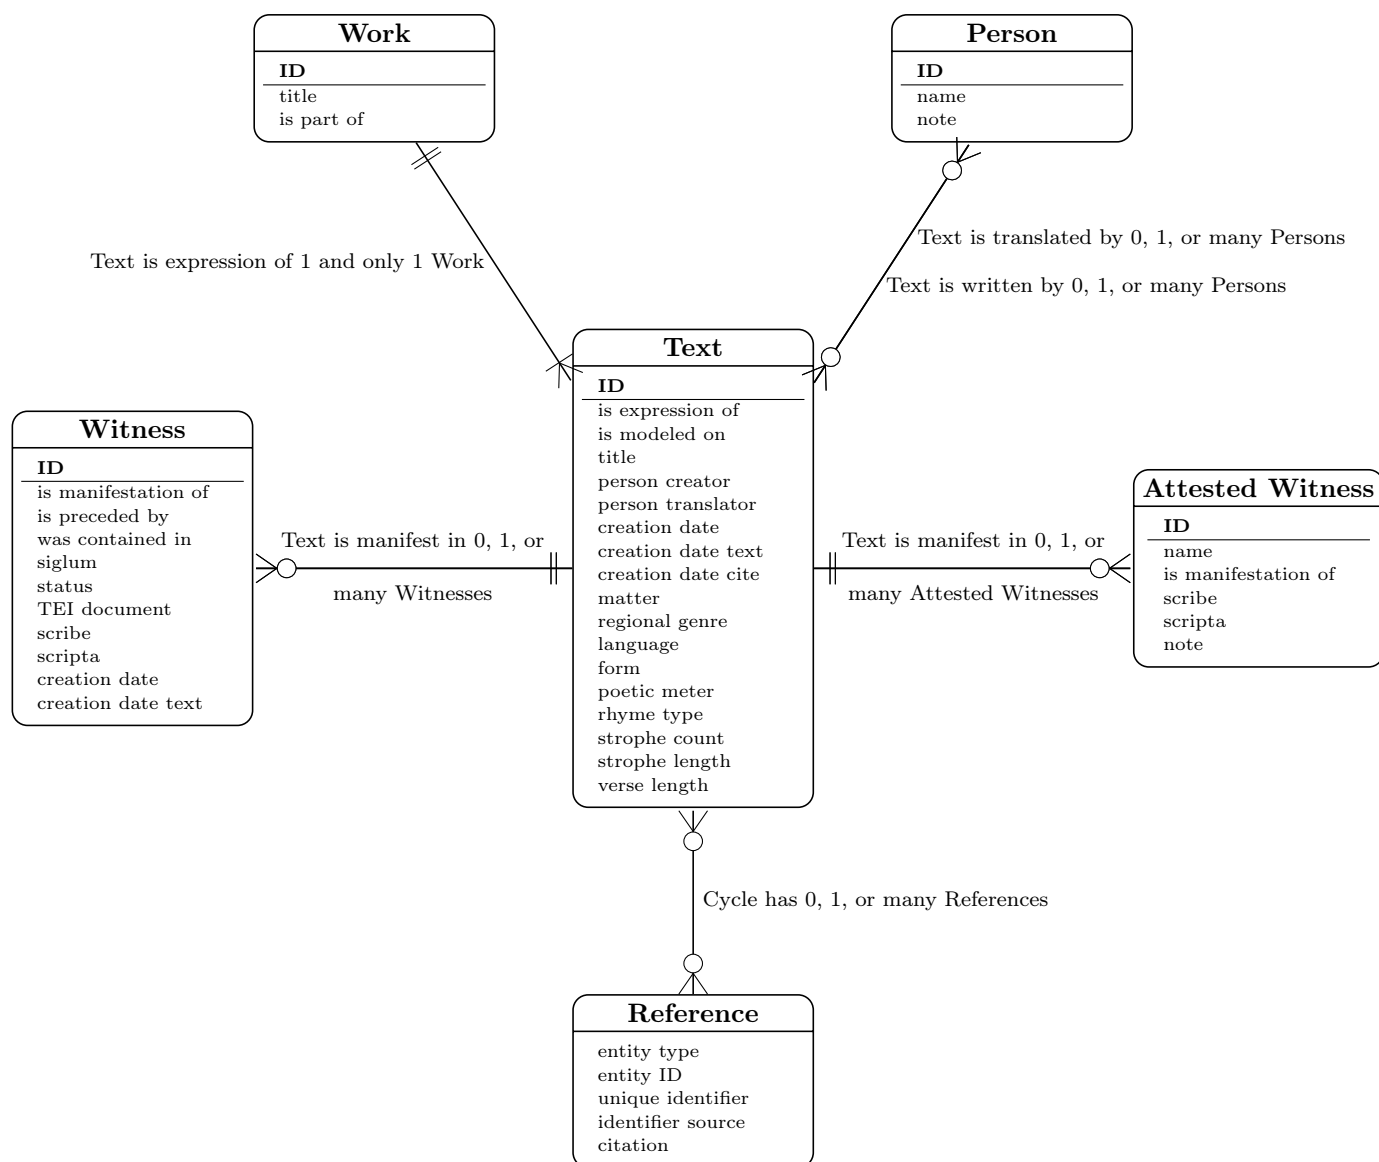 Work
ID
title
is part of
Person
ID
name
note
Text is expression of 1 and only 1 Work
Text is translated by 0, 1, or many Persons
Text is written by 0, 1, or many Persons
Text
ID
is expression of
is modeled on
title
person creator
person translator
creation date
creation date text
creation date cite
matter
regional genre
language
form
poetic meter
rhyme type
strophe count
strophe length
verse length
Witness
ID
is manifestation of
is preceded by
was contained in
siglum
status
TEI document
scribe
scripta
creation date
creation date text
Text is manifest in 0, 1, or
many Witnesses
Text is manifest in 0, 1, or
many Attested Witnesses
Attested Witness
ID
name
is manifestation of
scribe
scripta
note
Cycle has 0, 1, or many References
Reference
entity type
entity ID
unique identifier
identifier source
citation